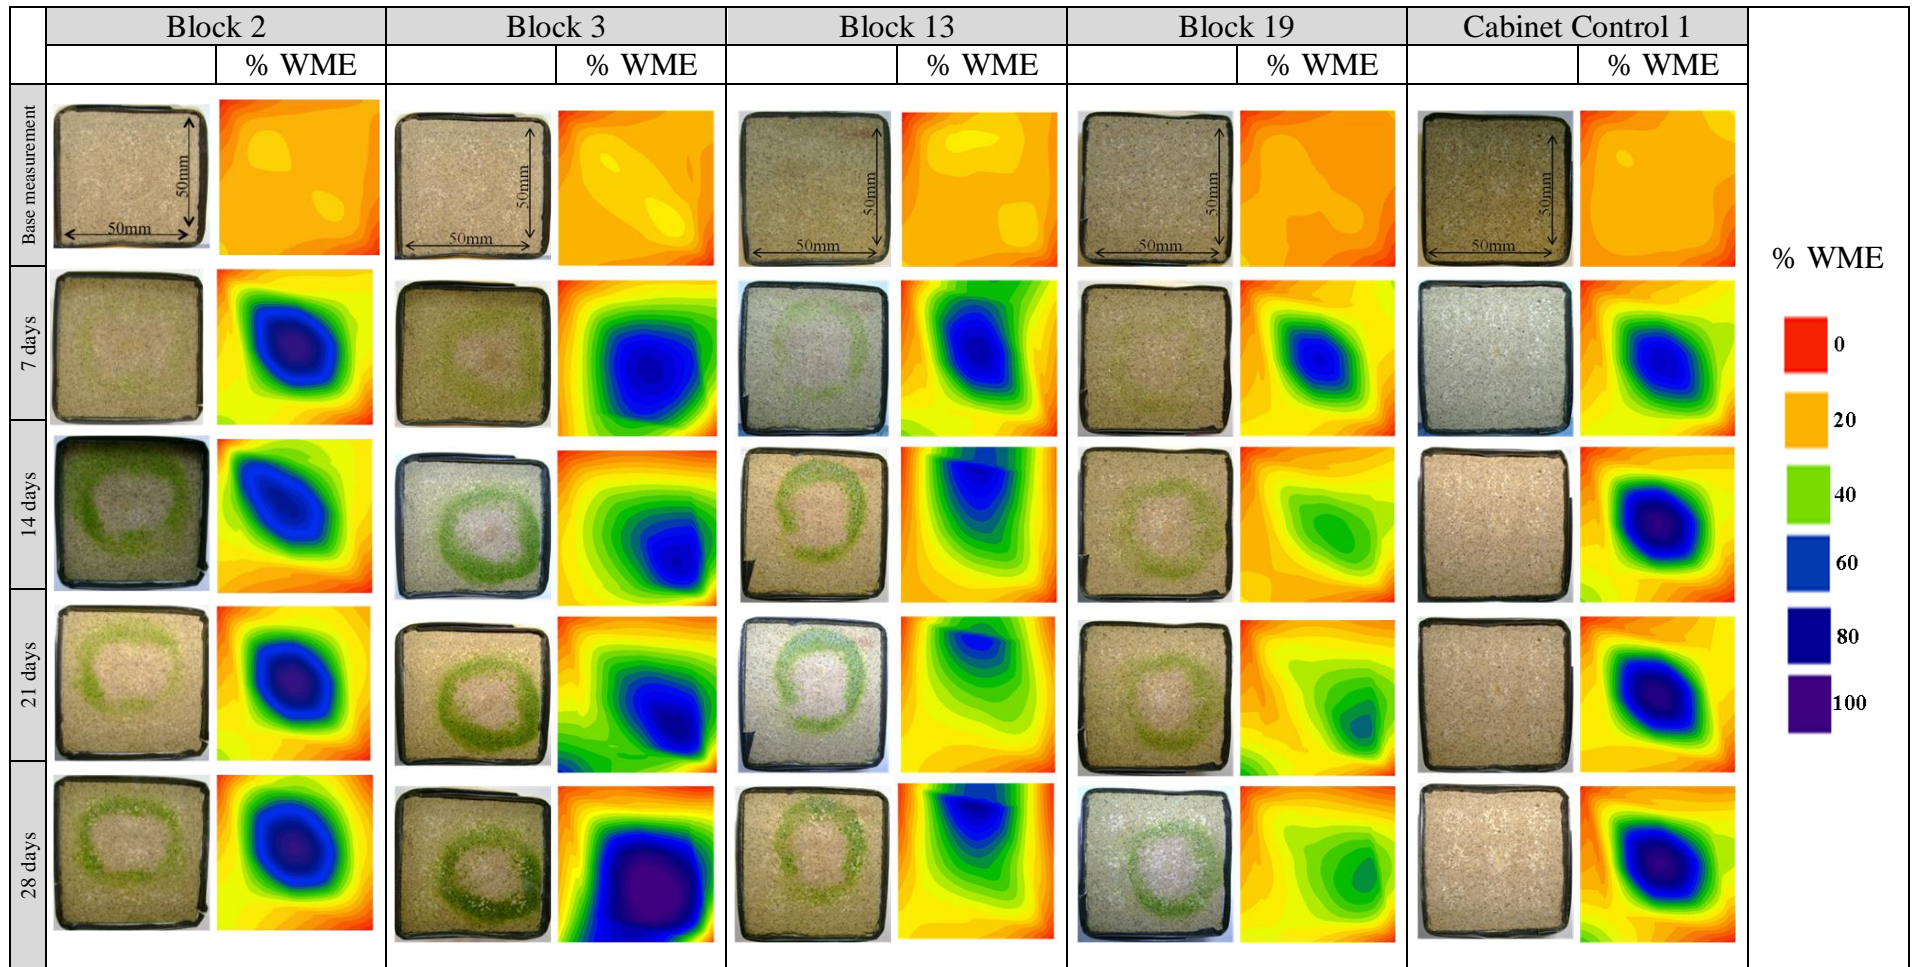 Block 2 Block 3 Block 13 Block 19 Cabinet Control 1
% WME % WME % WME % WME % WME
Base measurement
50mm 50mm 50mm 50mm 50mm
50mm 50mm 50mm 50mm 50mm
7 days
14 days
21 days
28 days
% WME
0
20
40
60
80
100